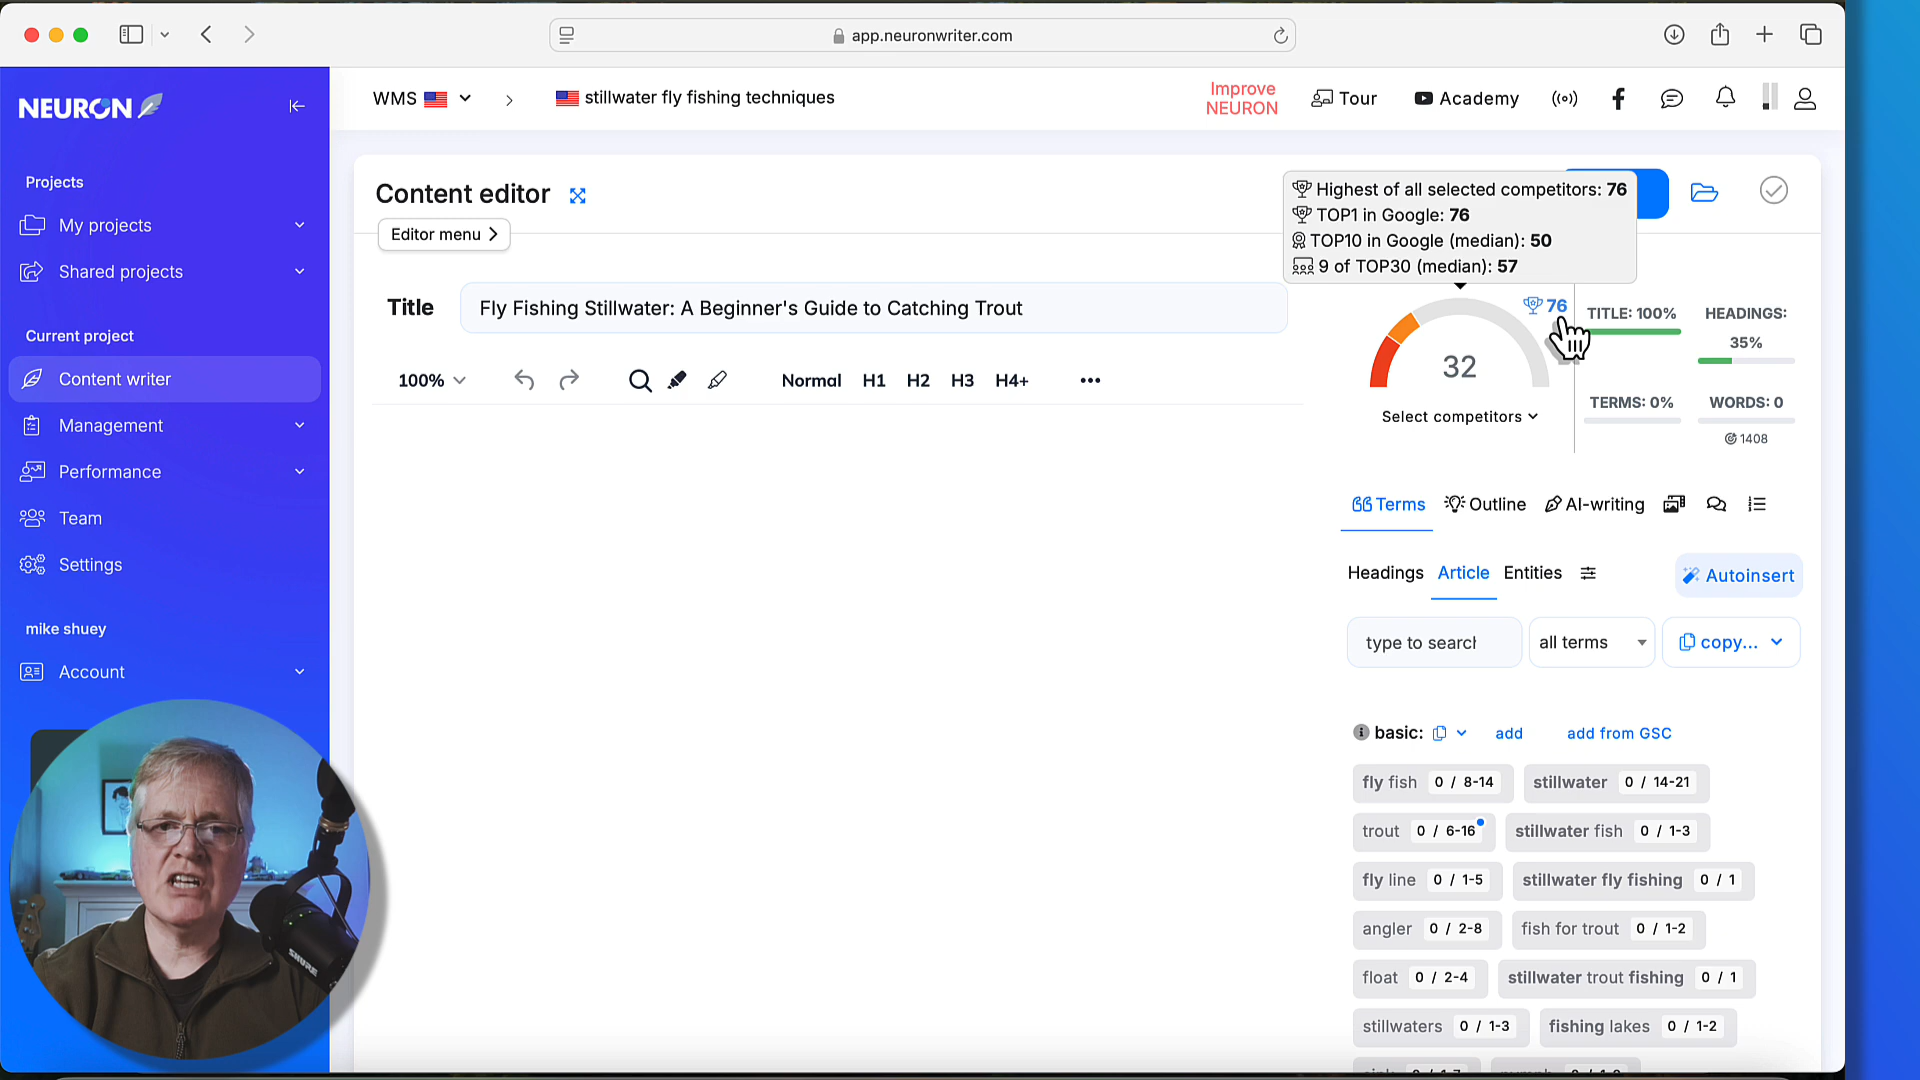 app.neuronwriter.com
NEURON
WMS
stillwater fly fishing techniques
Improve
NEURON
Tour
Academy
Projects
My projects
Shared projects
Current project
Content writer
Management
Performance
Team
Settings
mike shuey
Account
Content editor
Editor menu
Highest of all selected competitors: 76
TOP1 in Google: 76
TOP10 in Google (median): 50
9 of TOP30 (median): 57
Title
Fly Fishing Stillwater: A Beginner's Guide to Catching Trout
100%
Normal H1 H2 H3 H4+
76
32
Select competitors
TITLE: 100%
HEADINGS:
35%
TERMS: 0%
WORDS: 0
1408
Terms
Outline
AI-writing
Headings
Article
Entities
Autoinsert
type to search
all terms
copy...
basic:
add
add from GSC
fly fish 0 / 8-14
stillwater 0 / 14-21
trout 0 / 6-16
stillwater fish 0 / 1-3
fly line 0 / 1-5
stillwater fly fishing 0 / 1
angler 0 / 2-8
fish for trout 0 / 1-2
float 0 / 2-4
stillwater trout fishing 0 / 1
stillwaters 0 / 1-3
fishing lakes 0 / 1-2
SHURE